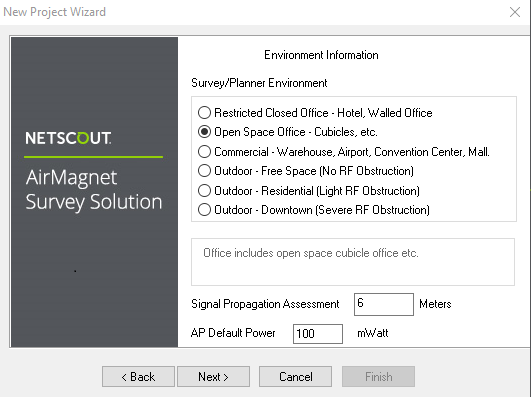 New Project Wizard
Environment Information
Survey/Planner Environment
Restricted Closed Office - Hotel, Walled Office
Open Space Office - Cubicles, etc.
Commercial - Warehouse, Airport, Convention Center, Mall.
Outdoor - Free Space (No RF Obstruction)
Outdoor - Residential (Light RF Obstruction)
Outdoor - Downtown (Severe RF Obstruction)
NETSCOUT.
AirMagnet
Survey Solution
Office includes open space cubicle office etc.
Signal Propagation Assessment 6 Meters
AP Default Power 100 mWatt
< Back Next > Cancel Finish